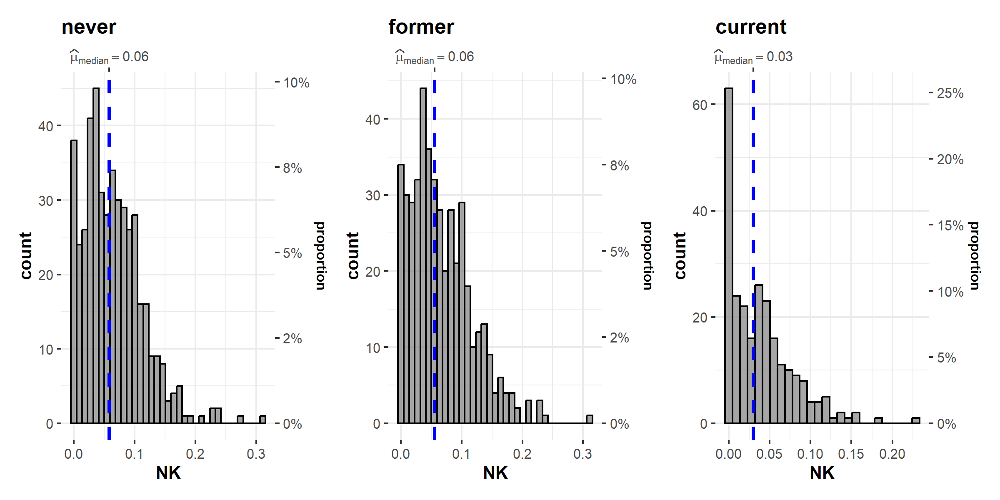 never
μ̂median = 0.06
10%
8%
5%
2%
0%
proportion
40
30
20
10
0
count
0.0 0.1 0.2 0.3
NK
former
μ̂median = 0.06
10%
8%
5%
2%
0%
proportion
40
30
20
10
0
count
0.0 0.1 0.2 0.3
NK
current
μ̂median = 0.03
25%
20%
15%
10%
5%
0%
proportion
60
40
20
0
count
0.00 0.05 0.10 0.15 0.20
NK